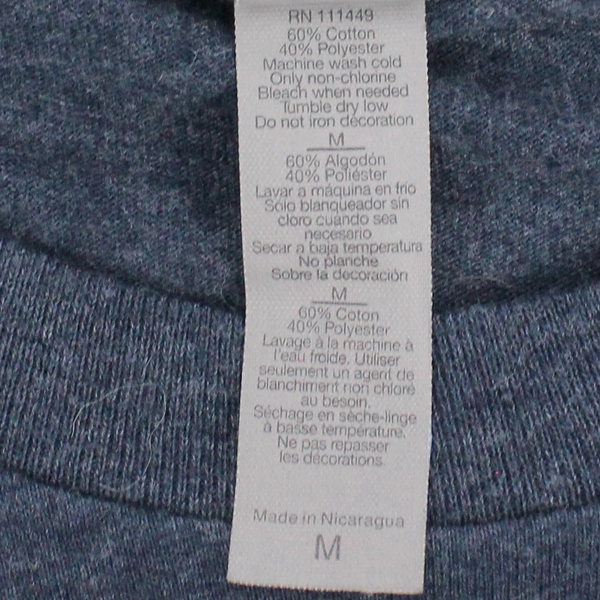 RN 111449
60% Cotton
40% Polyester
Machine wash cold
Only non-chlorine
Bleach when needed
Tumble dry low
Do not iron decoration
M
60% Algodón
40% Poliéster
Lavar a máquina en frio
Sólo blanqueador sin
cloro cuando sea
necesario
Secar a baja temperatura
No planche
Sobre la decoración
M
60% Coton
40% Polyester
Lavage à la machine à
l'eau froide. Utiliser
seulement un agent de
blanchiment non chloré
au besoin.
Séchage en sèche-linge
à basse température.
Ne pas repasser
les décorations.
Made in Nicaragua
M